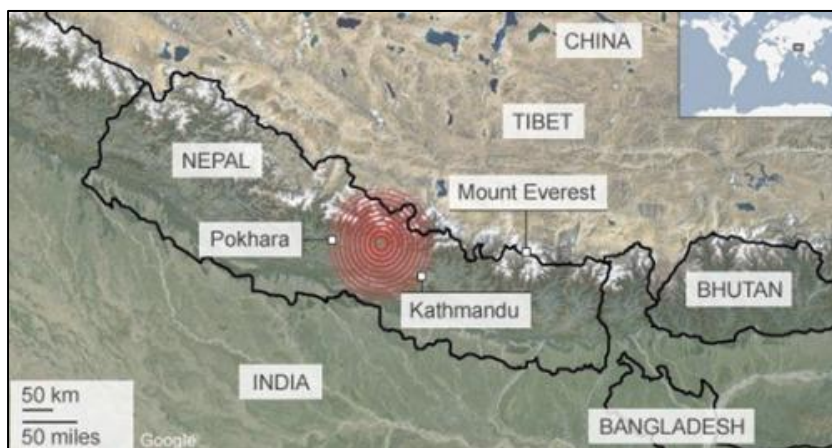 CHINA
TIBET
NEPAL
Mount Everest
Pokhara
BHUTAN
Kathmandu
INDIA
50 km
50 miles
Google
BANGLADESH